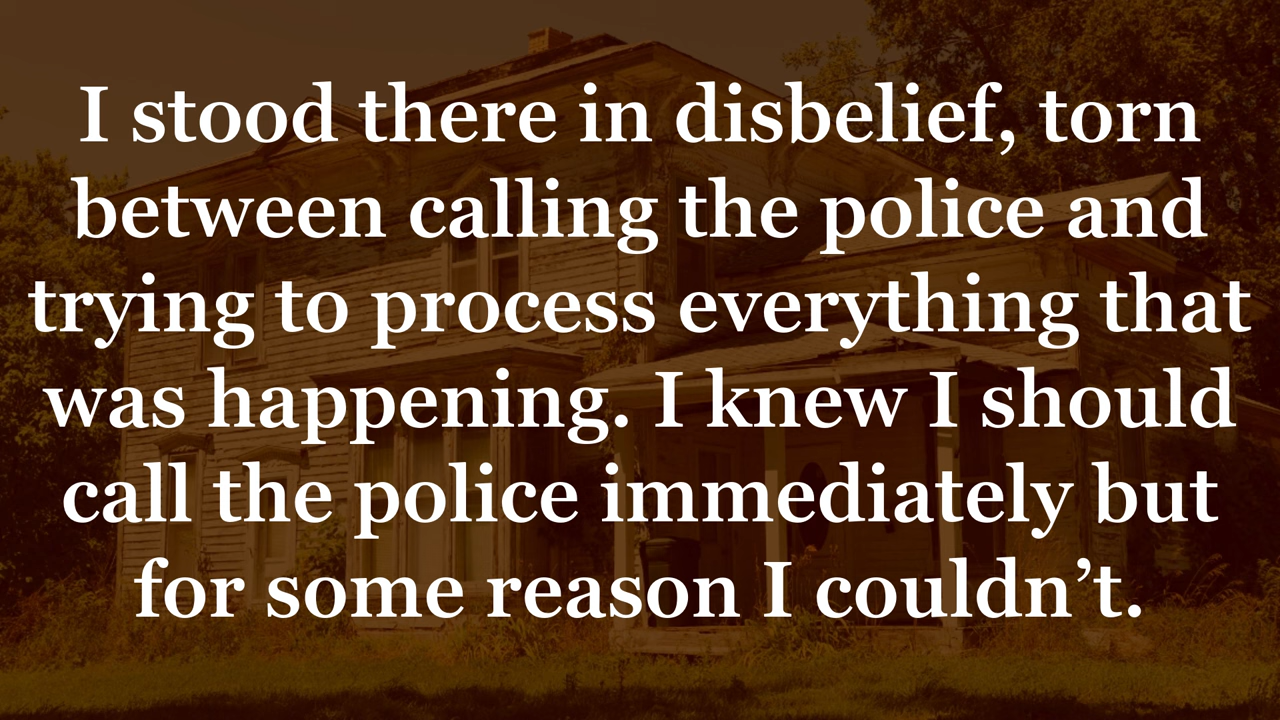 I stood there in disbelief, torn
between calling the police and
trying to process everything that
was happening. I knew I should
call the police immediately but
for some reason I couldn’t.